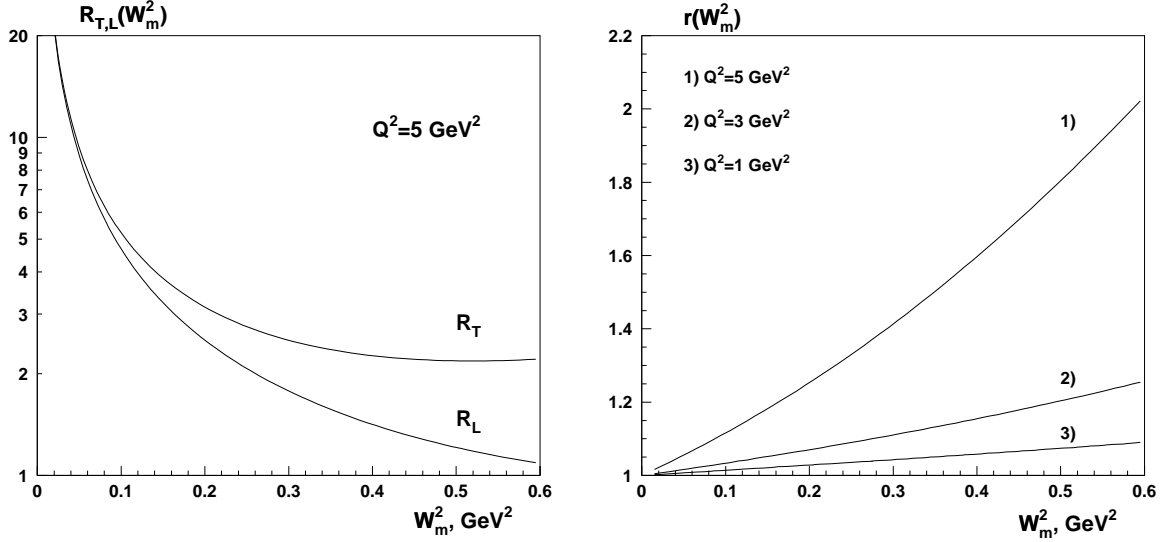 R_T,L(W_m^2)
20
10
9
8
7
6
5
4
3
2
1
Q^2=5 GeV^2
R_T
R_L
0 0.1 0.2 0.3 0.4 0.5 0.6
W_m^2, GeV^2
r(W_m^2)
2.2
2
1.8
1.6
1.4
1.2
1
1) Q^2=5 GeV^2
2) Q^2=3 GeV^2
3) Q^2=1 GeV^2
1)
2)
3)
0 0.1 0.2 0.3 0.4 0.5 0.6
W_m^2, GeV^2